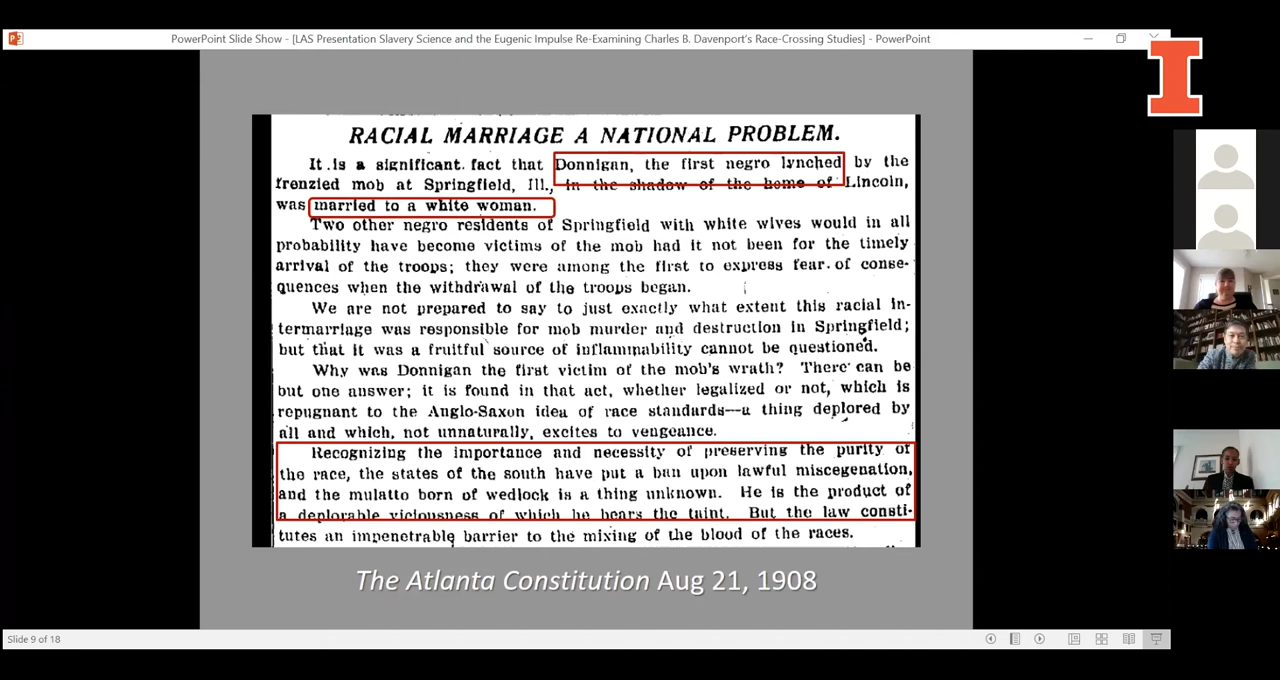 PowerPoint Slide Show - [LAS Presentation Slavery Science and the Eugenic Impulse Re-Examining Charles B. Davenport's Race-Crossing Studies] - PowerPoint
I
RACIAL MARRIAGE A NATIONAL PROBLEM.
It is a significant fact that Donnigan, the first negro lynched by the
frenzied mob at Springfield, Ill., in the shadow of the home of Lincoln,
was married to a white woman.
Two other negro residents of Springfield with white wives would in all
probability have become victims of the mob had it not been for the timely
arrival of the troops; they were among the first to express fear of conse-
quences when the withdrawal of the troops began.
We are not prepared to say to just exactly what extent this racial in-
termarriage was responsible for mob murder and destruction in Springfield;
but that it was a fruitful source of inflammability cannot be questioned.
Why was Donnigan the first victim of the mob's wrath? There can be
but one answer; it is found in that act, whether legalized or not, which is
repugnant to the Anglo-Saxon idea of race standards—a thing deplored by
all and which, not unnaturally, excites to vengeance.
Recognizing the importance and necessity of preserving the purity of
the race, the states of the south have put a ban upon lawful miscegenation,
and the mulatto born of wedlock is a thing unknown. He is the product of
a deplorable viciousness of which he bears the taint. But the law consti-
tutes an impenetrable barrier to the mixing of the blood of the races.
The Atlanta Constitution Aug 21, 1908
Slide 9 of 18